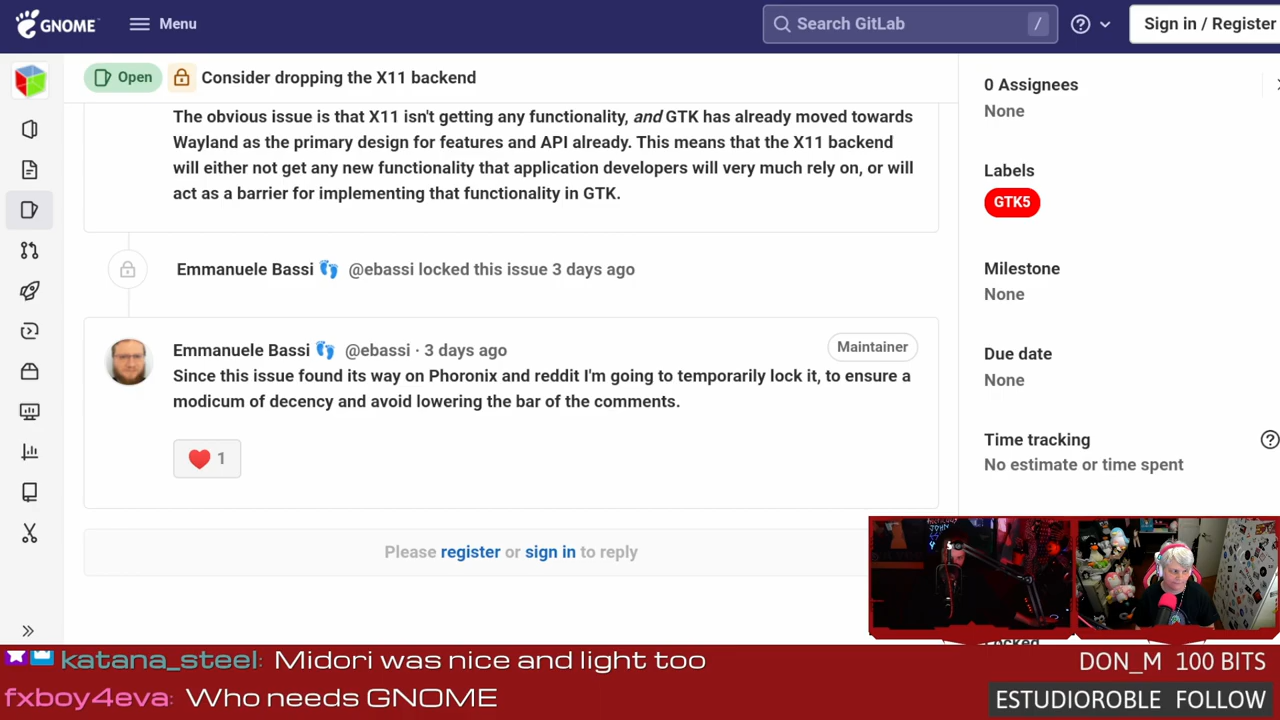 GNOME
Menu
Search GitLab
/
Sign in / Register
Open
Consider dropping the X11 backend
The obvious issue is that X11 isn't getting any functionality, and GTK has already moved towards
Wayland as the primary design for features and API already. This means that the X11 backend
will either not get any new functionality that application developers will very much rely on, or will
act as a barrier for implementing that functionality in GTK.
Emmanuele Bassi 👣 @ebassi locked this issue 3 days ago
Emmanuele Bassi 👣 @ebassi · 3 days ago
Maintainer
Since this issue found its way on Phoronix and reddit I'm going to temporarily lock it, to ensure a
modicum of decency and avoid lowering the bar of the comments.
❤️ 1
Please register or sign in to reply
0 Assignees
None
Labels
GTK5
Milestone
None
Due date
None
Time tracking
No estimate or time spent
katana_steel: Midori was nice and light too
fxboy4eva: Who needs GNOME
DON_M 100 BITS
ESTUDIOROBLE FOLLOW